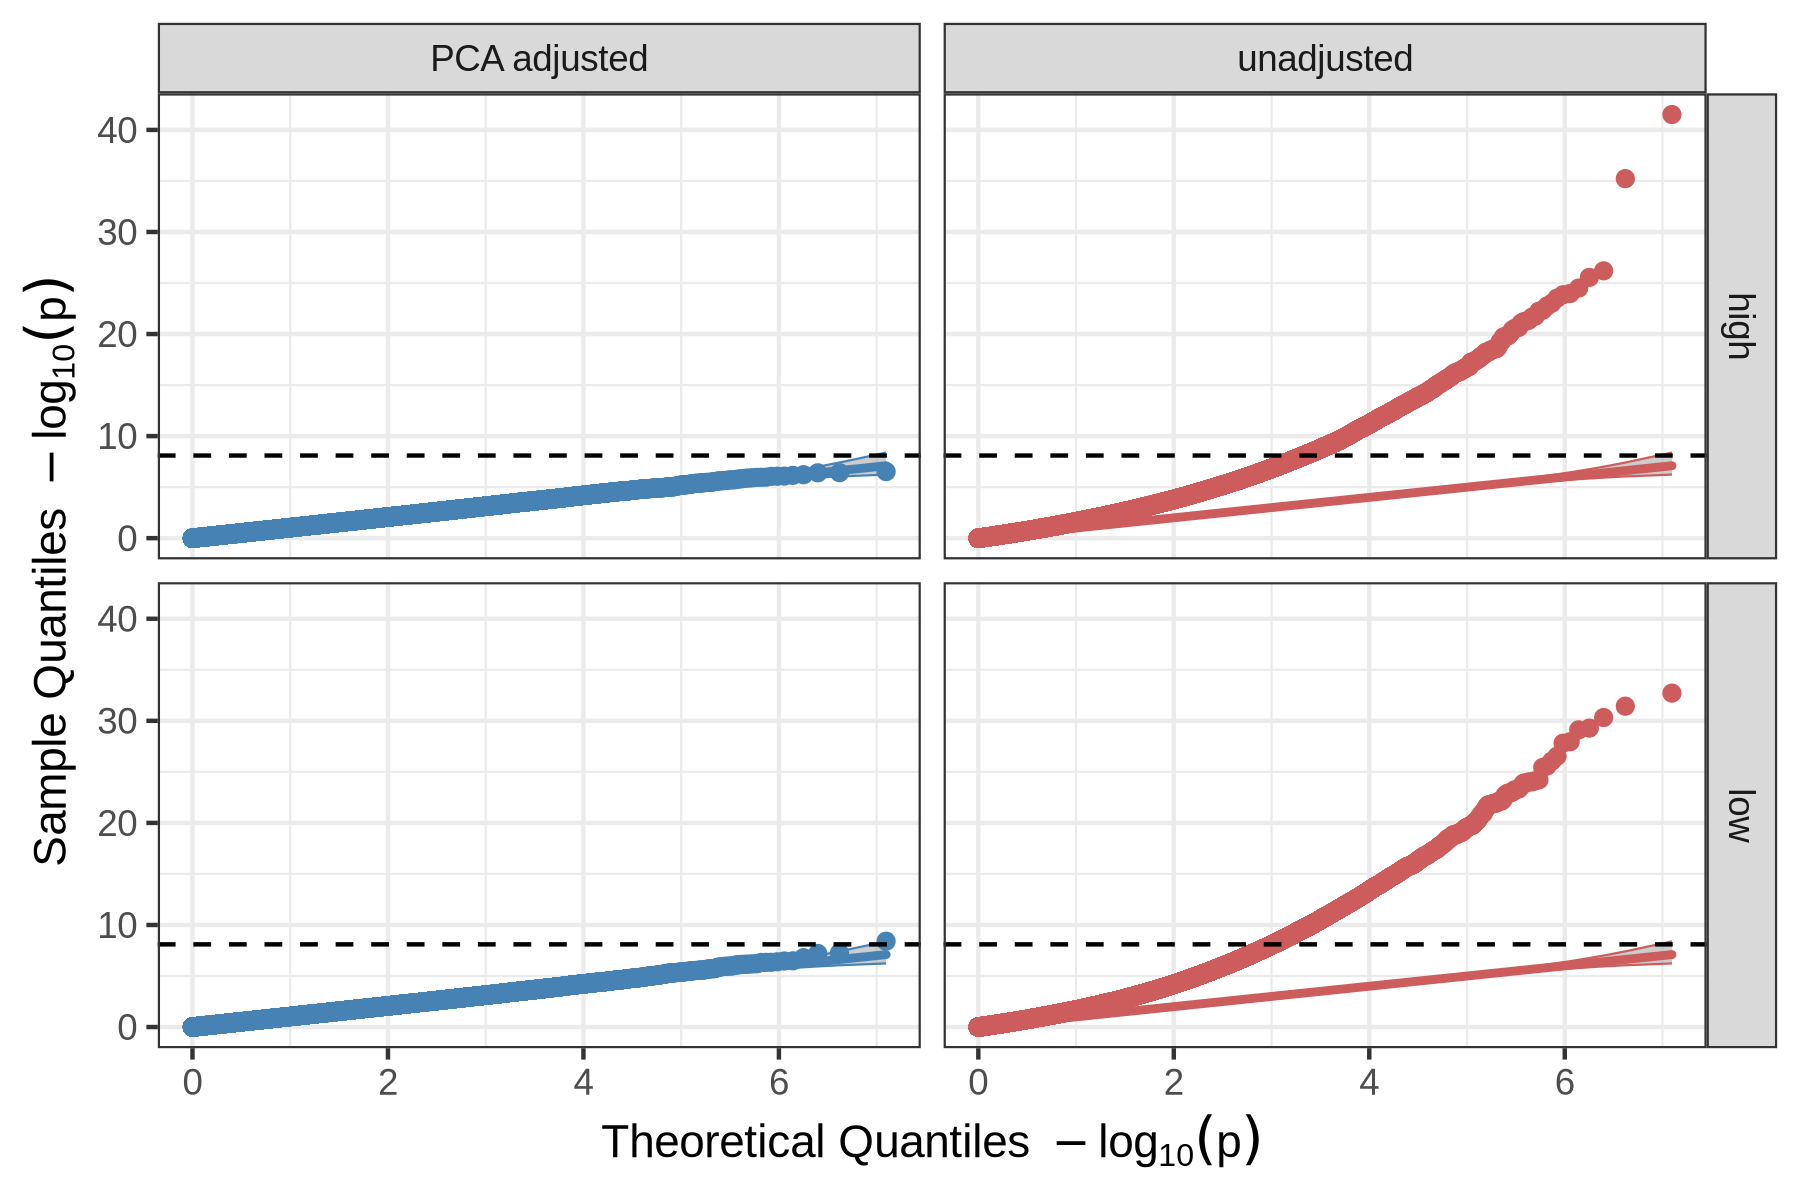 PCA adjusted
unadjusted
40
30
20
10
0
high
40
30
20
10
0
low
Sample Quantiles −log10(p)
0 2 4 6
0 2 4 6
Theoretical Quantiles −log10(p)